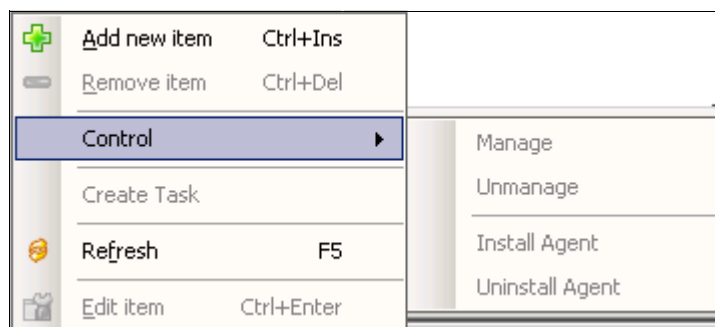 Add new item Ctrl+Ins
Remove item Ctrl+Del
Control
Manage
Unmanage
Create Task
Install Agent
Refresh F5
Uninstall Agent
Edit item Ctrl+Enter